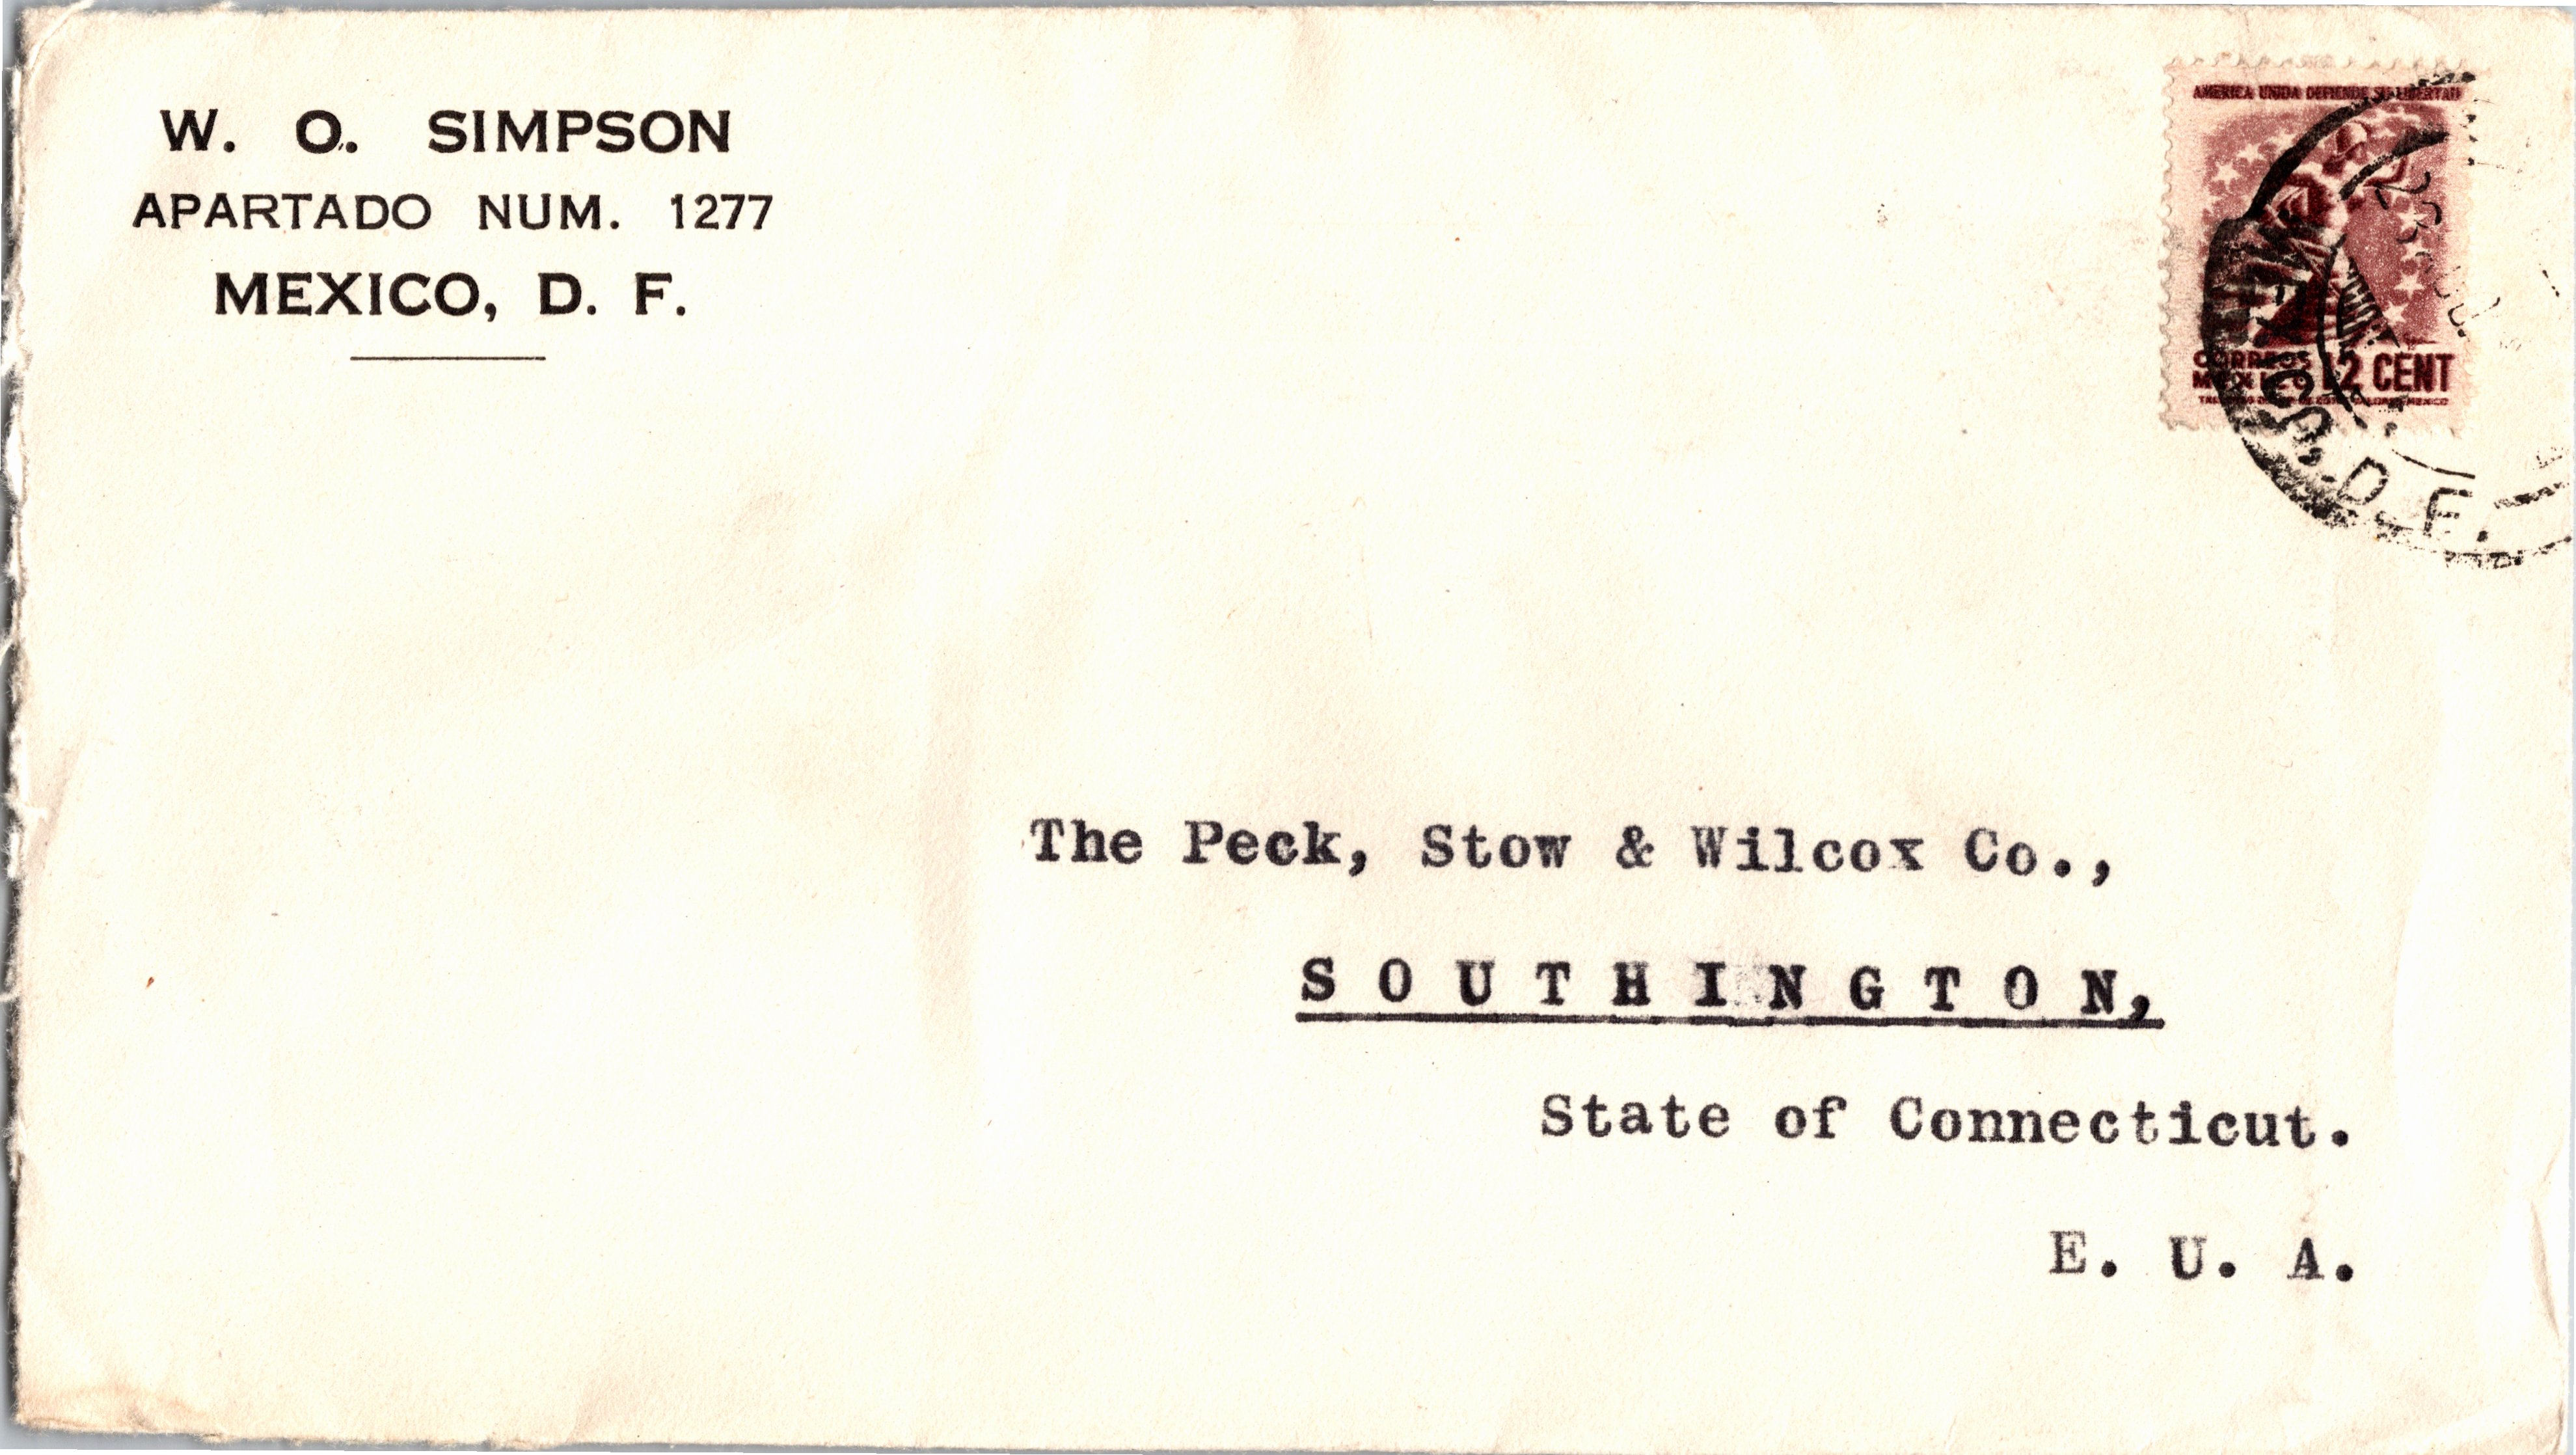 W. O. SIMPSON
APARTADO NUM. 1277
MEXICO, D. F.
AMERICA UNIDA DEFIENDE SU LIBERTAD
CORREOS 12 CENT
MEXICO
MEXICO, D. F.
The Peck, Stow & Wilcox Co.,
S O U T H I N G T O N,
State of Connecticut.
E. U. A.